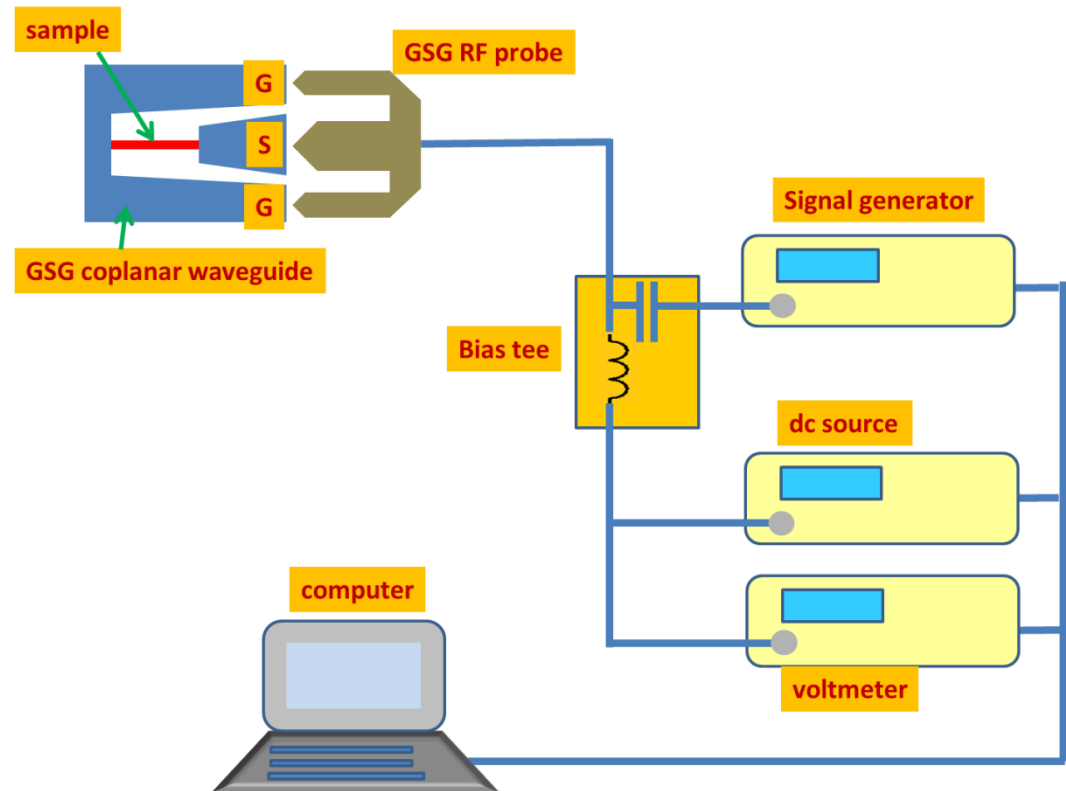 sample
GSG RF probe
G
S
G
GSG coplanar waveguide
Signal generator
Bias tee
dc source
computer
voltmeter